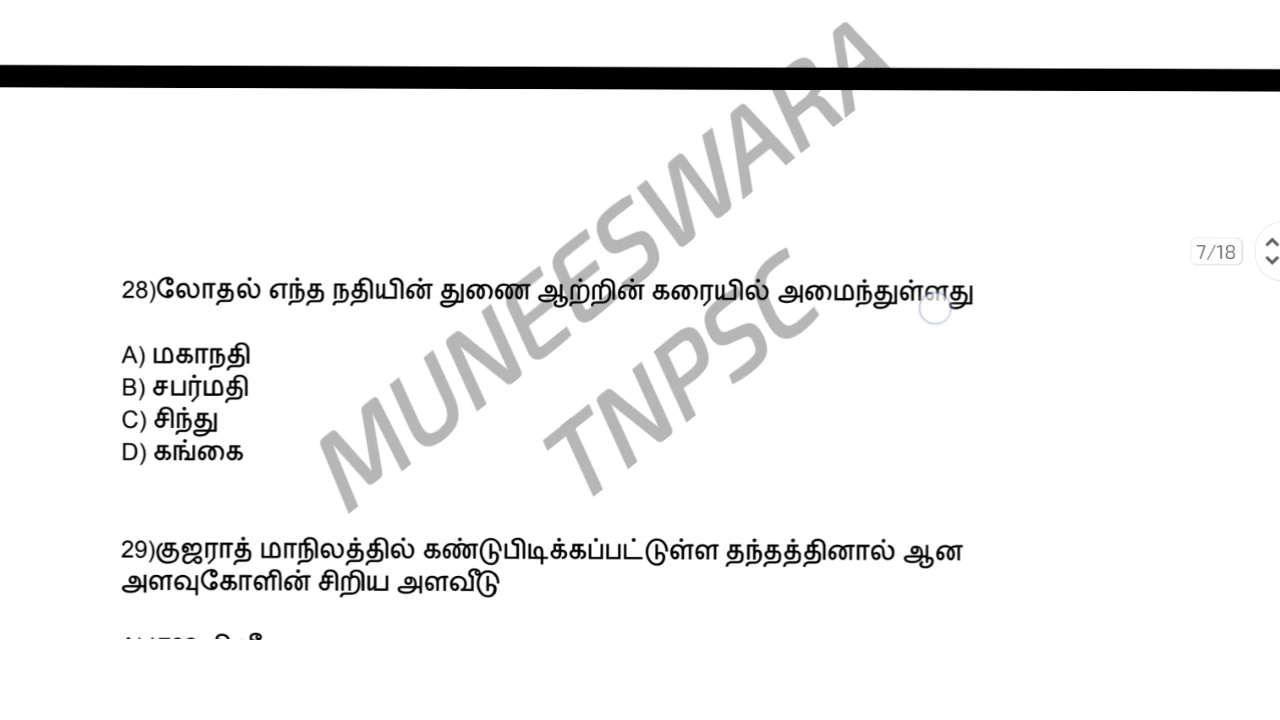 MUNEESWARA
TNPSC
7/18
28)லோதல் எந்த நதியின் துணை ஆற்றின் கரையில் அமைந்துள்ளது
A) மகாநதி
B) சபர்மதி
C) சிந்து
D) கங்கை
29)குஜராத் மாநிலத்தில் கண்டுபிடிக்கப்பட்டுள்ள தந்தத்தினால் ஆன
அளவுகோளின் சிறிய அளவீடு